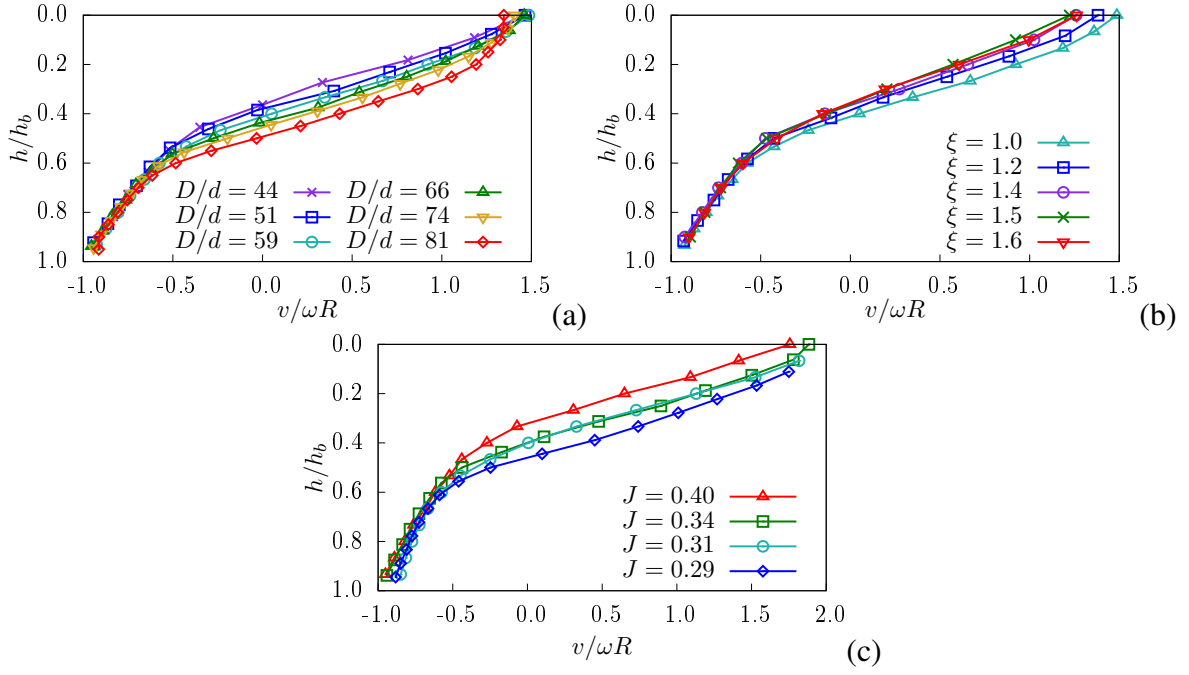 0.0
0.2
0.4
0.6
0.8
1.0
h/h_b
-1.0 -0.5 0.0 0.5 1.0 1.5
v/ωR
D/d = 44 D/d = 66
D/d = 51 D/d = 74
D/d = 59 D/d = 81
(a)
0.0
0.2
0.4
0.6
0.8
1.0
h/h_b
-1.0 -0.5 0.0 0.5 1.0 1.5
v/ωR
ξ = 1.0
ξ = 1.2
ξ = 1.4
ξ = 1.5
ξ = 1.6
(b)
0.0
0.2
0.4
0.6
0.8
1.0
h/h_b
-1.0 -0.5 0.0 0.5 1.0 1.5 2.0
v/ωR
J = 0.40
J = 0.34
J = 0.31
J = 0.29
(c)